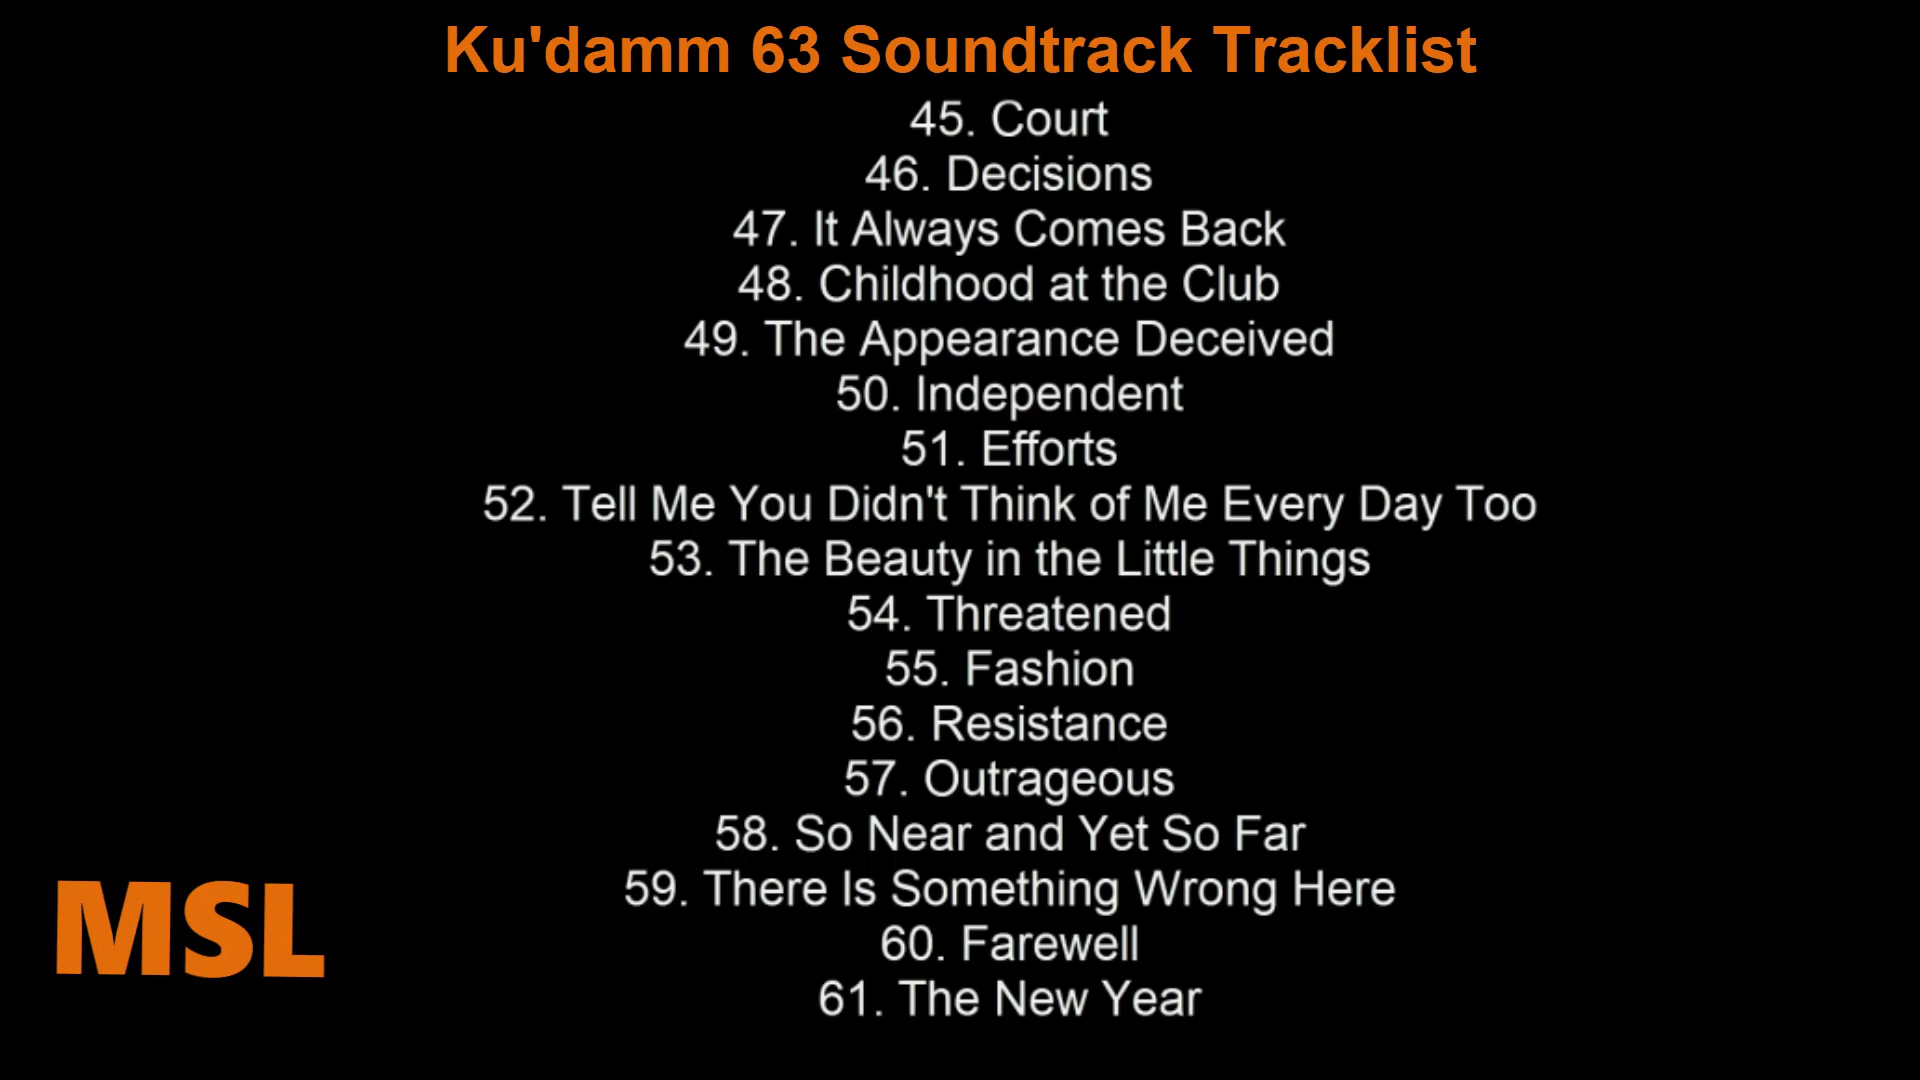 Ku'damm 63 Soundtrack Tracklist
45. Court
46. Decisions
47. It Always Comes Back
48. Childhood at the Club
49. The Appearance Deceived
50. Independent
51. Efforts
52. Tell Me You Didn't Think of Me Every Day Too
53. The Beauty in the Little Things
54. Threatened
55. Fashion
56. Resistance
57. Outrageous
58. So Near and Yet So Far
59. There Is Something Wrong Here
60. Farewell
61. The New Year
MSL